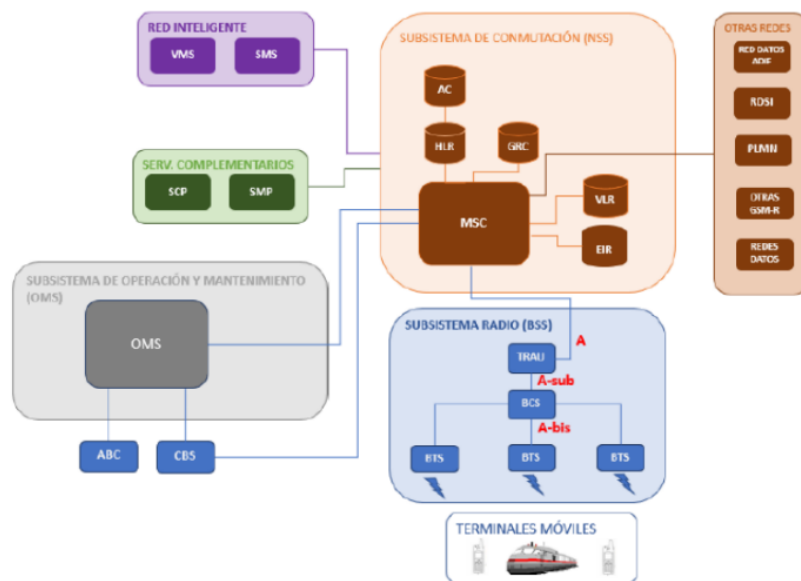 RED INTELIGENTE
VMS
SMS
SERV. COMPLEMENTARIOS
SCP
SMP
SUBSISTEMA DE CONMUTACIÓN (NSS)
AC
HLR
GRC
MSC
VLR
EIR
OTRAS REDES
RED DATOS
ADIF
RDSI
PLMN
OTRAS
GSM-R
REDES
DATOS
SUBSISTEMA DE OPERACIÓN Y MANTENIMIENTO
(OMS)
OMS
ABC
CBS
SUBSISTEMA RADIO (BSS)
A
TRAU
A-sub
BCS
A-bis
BTS
BTS
BTS
TERMINALES MÓVILES